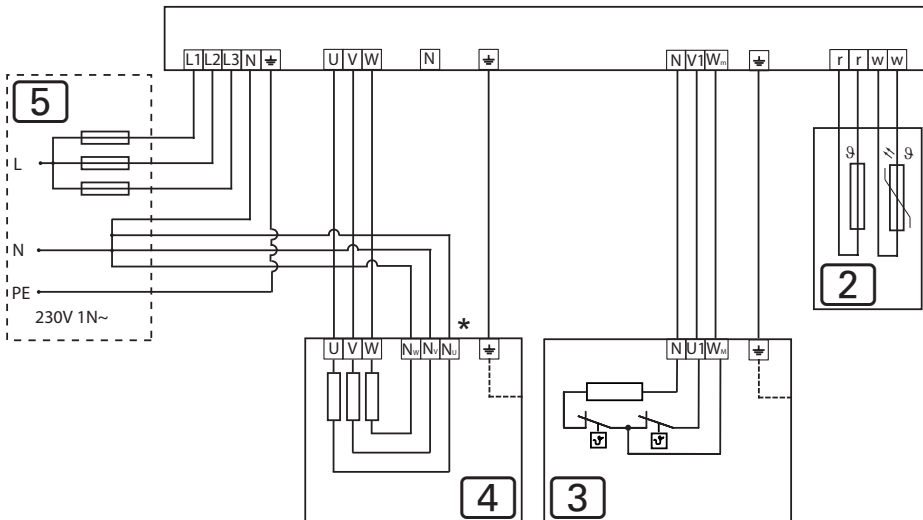 L1 L2 L3 N ⏚ U V W N ⏚ N V1 Wm ⏚ r r w w
5
L
ϑ ϑ
N
2
PE
230V 1N~
*
U V W NW NV NU ⏚ N U1 WM ⏚
ϑ ϑ
4 3